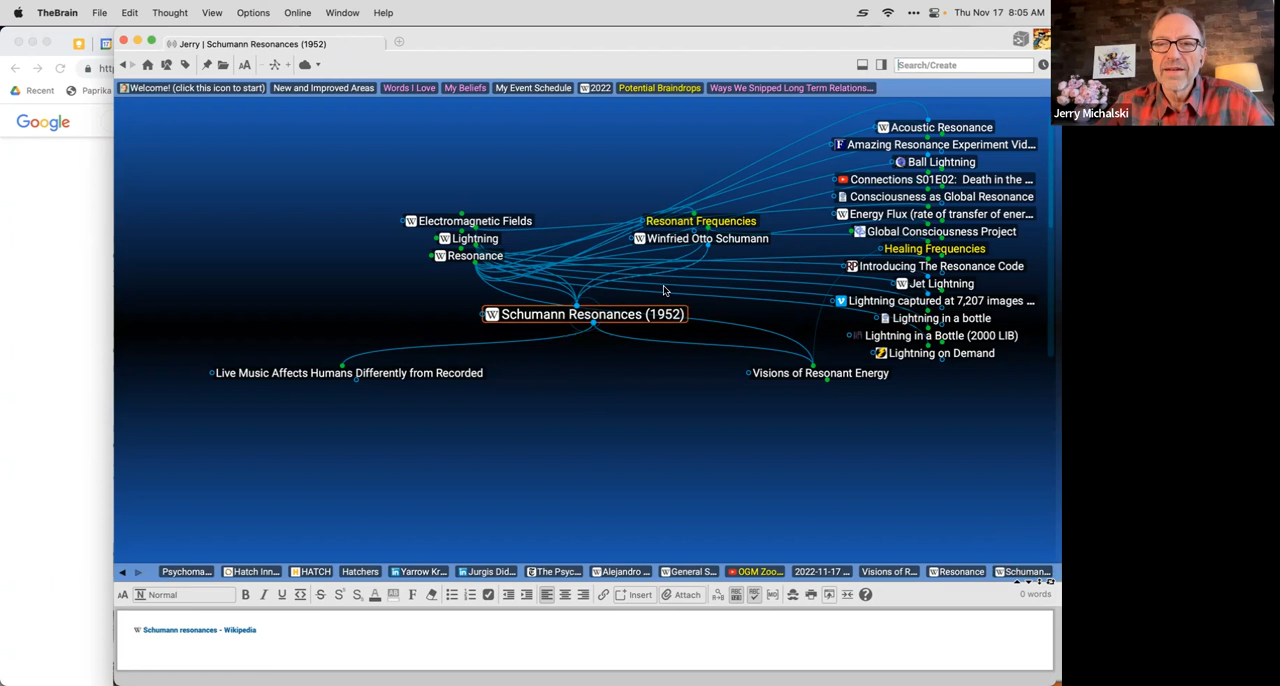 TheBrain File Edit Thought View Options Online Window Help
Thu Nov 17 8:05 AM
Jerry | Schumann Resonances (1952)
Search/Create
Recent
Paprika
Google
Welcome! (click this icon to start) New and Improved Areas Words I Love My Beliefs My Event Schedule 2022 Potential Braindrops Ways We Snipped Long Term Relations...
Jerry Michalski
Electromagnetic Fields
Lightning
Resonance
Resonant Frequencies
Winfried Otto Schumann
Acoustic Resonance
Amazing Resonance Experiment Vid...
Ball Lightning
Connections S01E02: Death in the ...
Consciousness as Global Resonance
Energy Flux (rate of transfer of ener...
Global Consciousness Project
Healing Frequencies
Introducing The Resonance Code
Jet Lightning
Lightning captured at 7,207 images ...
Lightning in a bottle
Lightning in a Bottle (2000 LIB)
Lightning on Demand
Schumann Resonances (1952)
Live Music Affects Humans Differently from Recorded
Visions of Resonant Energy
Psychoma... Hatch Inn... HATCH Hatchers Yarrow Kr... Jurgis Did... The Psyc... Alejandro ... General S... OGM Zoo... 2022-11-17 ... Visions of R... Resonance Schuman...
Normal
Insert
Attach
0 words
Schumann resonances - Wikipedia